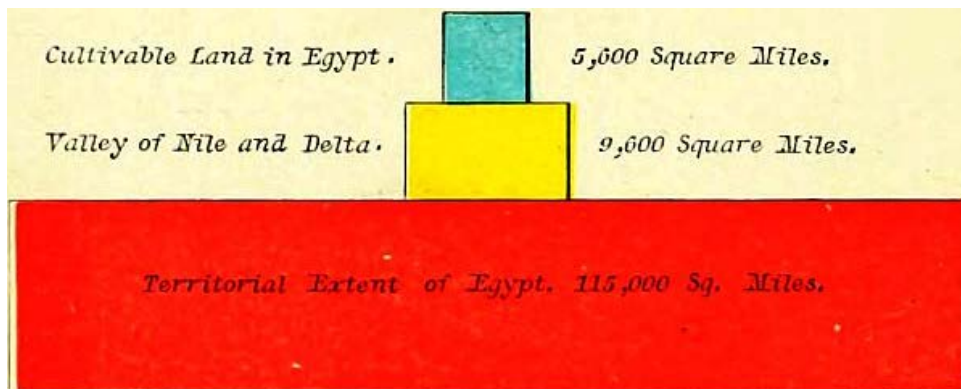 Cultivable Land in Egypt. 5,600 Square Miles.
Valley of Nile and Delta. 9,600 Square Miles.
Territorial Extent of Egypt. 115,000 Sq. Miles.